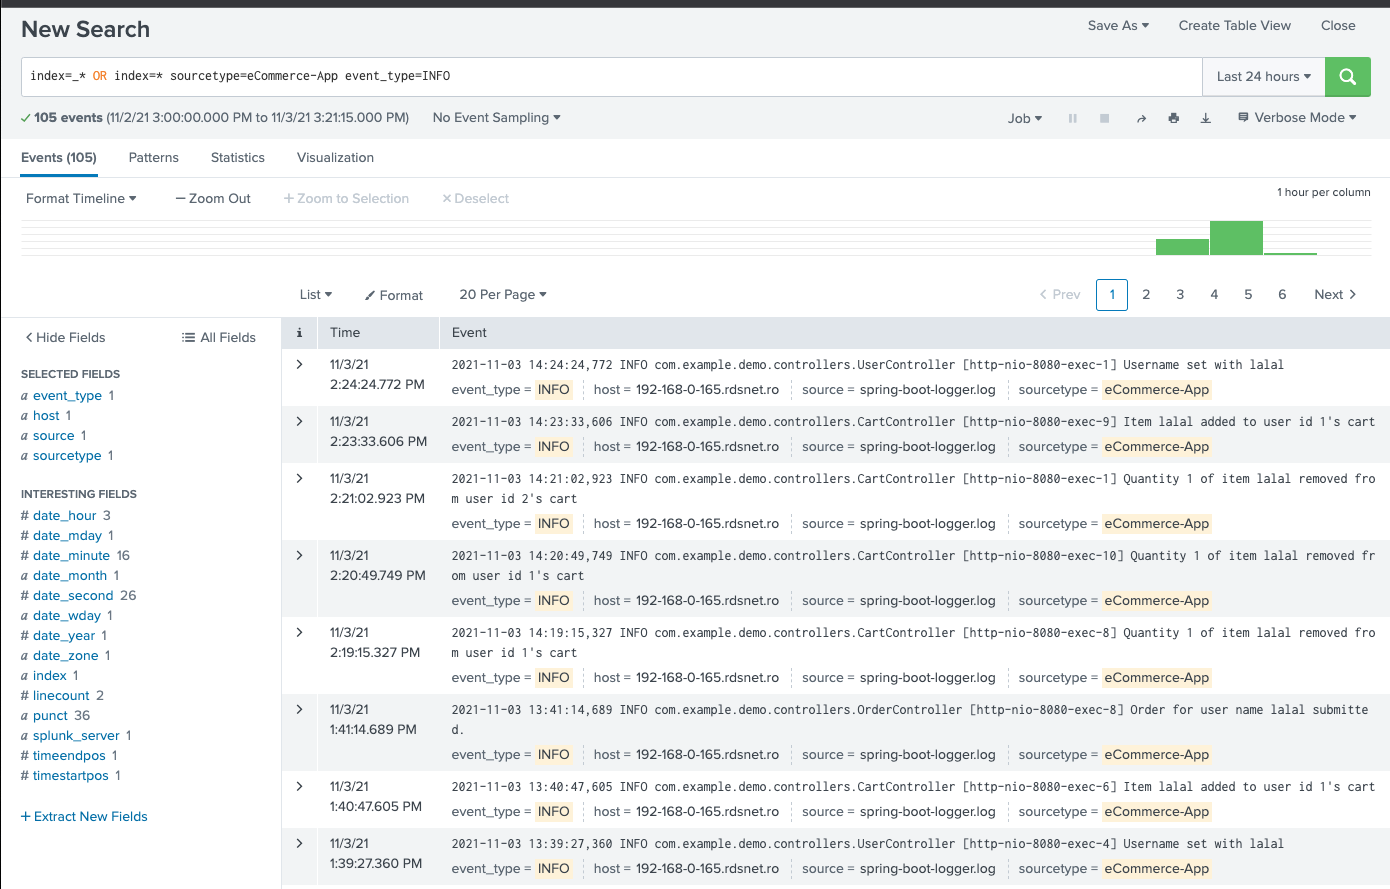 New Search
Save As
Create Table View
Close
index=_* OR index=* sourcetype=eCommerce-App event_type=INFO
Last 24 hours
105 events (11/2/21 3:00:00.000 PM to 11/3/21 3:21:15.000 PM)
No Event Sampling
Job
Verbose Mode
Events (105)
Patterns
Statistics
Visualization
Format Timeline
— Zoom Out
+ Zoom to Selection
× Deselect
1 hour per column
List
Format
20 Per Page
< Prev
1
2
3
4
5
6
Next >
< Hide Fields
All Fields
SELECTED FIELDS
a event_type 1
a host 1
a source 1
a sourcetype 1
INTERESTING FIELDS
# date_hour 3
# date_mday 1
# date_minute 16
a date_month 1
# date_second 26
a date_wday 1
# date_year 1
a date_zone 1
a index 1
# linecount 2
a punct 36
a splunk_server 1
# timeendpos 1
# timestartpos 1
+ Extract New Fields
i
Time
Event
> 11/3/21
2:24:24.772 PM
2021-11-03 14:24:24,772 INFO com.example.demo.controllers.UserController [http-nio-8080-exec-1] Username set with lalal
event_type = INFO host = 192-168-0-165.rdsnet.ro source = spring-boot-logger.log sourcetype = eCommerce-App
> 11/3/21
2:23:33.606 PM
2021-11-03 14:23:33,606 INFO com.example.demo.controllers.CartController [http-nio-8080-exec-9] Item lalal added to user id 1's cart
event_type = INFO host = 192-168-0-165.rdsnet.ro source = spring-boot-logger.log sourcetype = eCommerce-App
> 11/3/21
2:21:02.923 PM
2021-11-03 14:21:02,923 INFO com.example.demo.controllers.CartController [http-nio-8080-exec-1] Quantity 1 of item lalal removed fro
m user id 2's cart
event_type = INFO host = 192-168-0-165.rdsnet.ro source = spring-boot-logger.log sourcetype = eCommerce-App
> 11/3/21
2:20:49.749 PM
2021-11-03 14:20:49,749 INFO com.example.demo.controllers.CartController [http-nio-8080-exec-10] Quantity 1 of item lalal removed fr
om user id 1's cart
event_type = INFO host = 192-168-0-165.rdsnet.ro source = spring-boot-logger.log sourcetype = eCommerce-App
> 11/3/21
2:19:15.327 PM
2021-11-03 14:19:15,327 INFO com.example.demo.controllers.CartController [http-nio-8080-exec-8] Quantity 1 of item lalal removed fro
m user id 1's cart
event_type = INFO host = 192-168-0-165.rdsnet.ro source = spring-boot-logger.log sourcetype = eCommerce-App
> 11/3/21
1:41:14.689 PM
2021-11-03 13:41:14,689 INFO com.example.demo.controllers.OrderController [http-nio-8080-exec-8] Order for user name lalal submitte
d.
event_type = INFO host = 192-168-0-165.rdsnet.ro source = spring-boot-logger.log sourcetype = eCommerce-App
> 11/3/21
1:40:47.605 PM
2021-11-03 13:40:47,605 INFO com.example.demo.controllers.CartController [http-nio-8080-exec-6] Item lalal added to user id 1's cart
event_type = INFO host = 192-168-0-165.rdsnet.ro source = spring-boot-logger.log sourcetype = eCommerce-App
> 11/3/21
1:39:27.360 PM
2021-11-03 13:39:27,360 INFO com.example.demo.controllers.UserController [http-nio-8080-exec-4] Username set with lalal
event_type = INFO host = 192-168-0-165.rdsnet.ro source = spring-boot-logger.log sourcetype = eCommerce-App